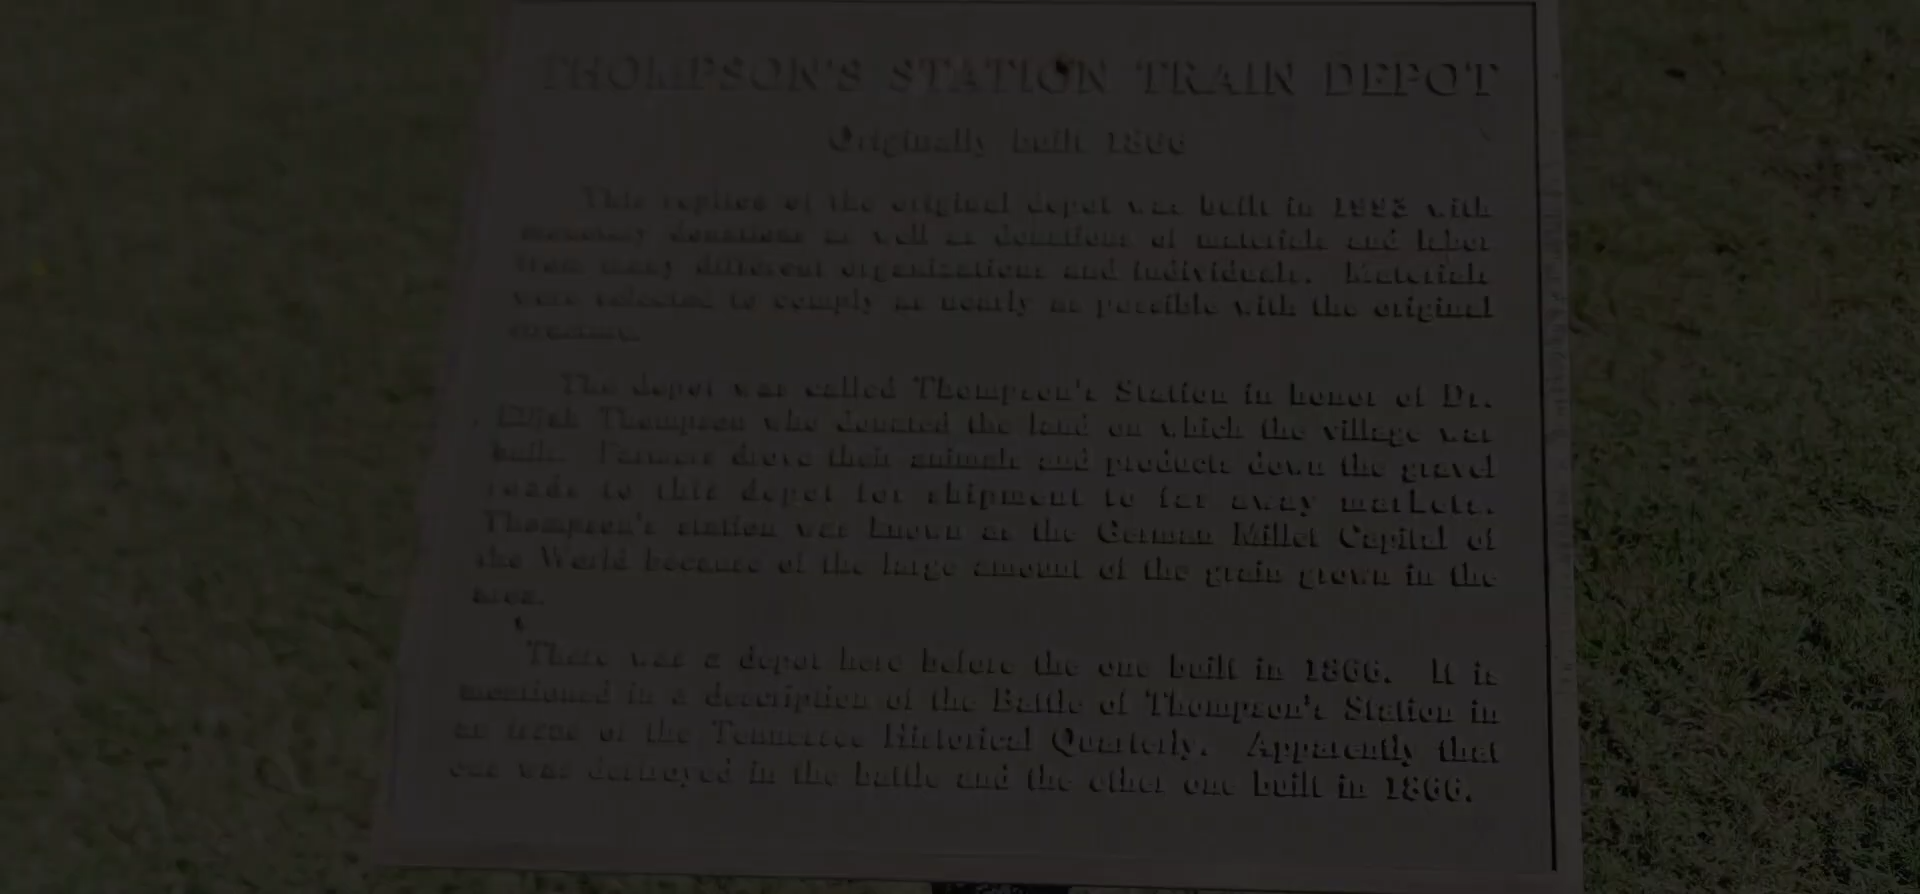 THOMPSON'S STATION TRAIN DEPOT
Originally built 1866
This replica of the original depot was built in 1993 with
monetary donations as well as donations of materials and labor
from many different organizations and individuals. Materials
were selected to comply as nearly as possible with the original
structure.
The depot was called Thompson's Station in honor of Dr.
Elijah Thompson who donated the land on which the village was
built. Farmers drove their animals and products down the gravel
roads to this depot for shipment to far away markets.
Thompson's station was known as the German Millet Capital of
the World because of the large amount of the grain grown in the
area.
There was a depot here before the one built in 1866. It is
mentioned in a description of the Battle of Thompson's Station in
an issue of the Tennessee Historical Quarterly. Apparently that
one was destroyed in the battle and the other one built in 1866.